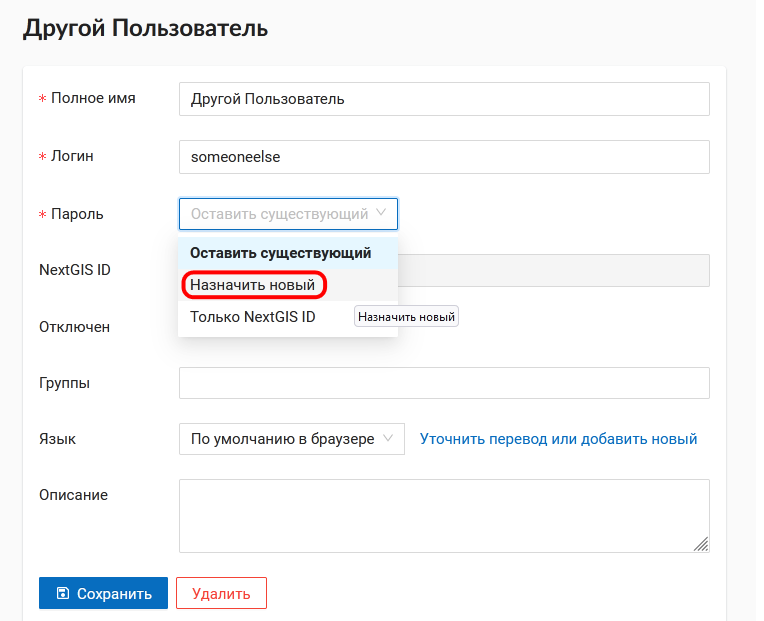 Другой Пользователь
* Полное имя
Другой Пользователь
* Логин
someoneelse
* Пароль
Оставить существующий
Оставить существующий
NextGIS ID
Назначить новый
Только NextGIS ID
Назначить новый
Отключен
Группы
Язык
По умолчанию в браузере
Уточнить перевод или добавить новый
Описание
Сохранить
Удалить